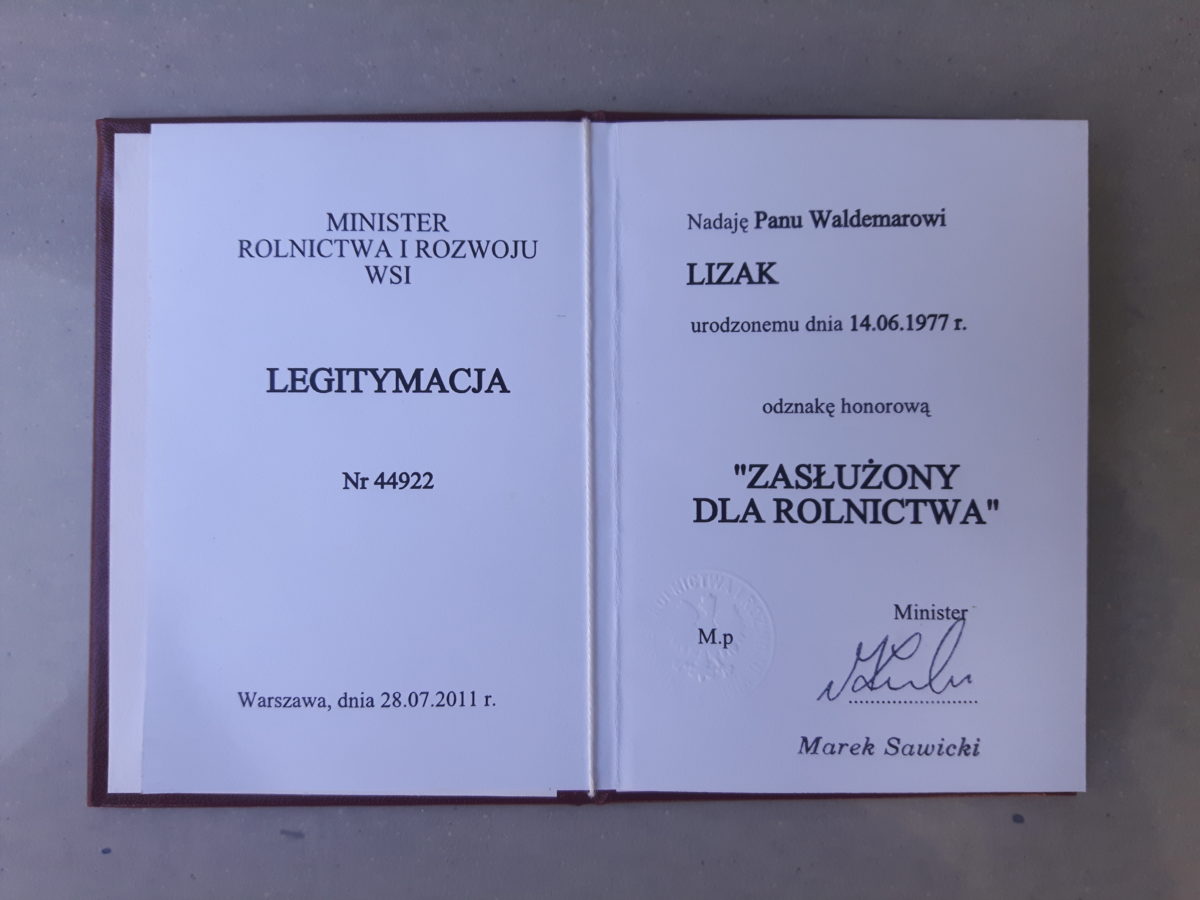 MINISTER
ROLNICTWA I ROZWOJU
WSI
LEGITYMACJA
Nr 44922
Warszawa, dnia 28.07.2011 r.
Nadaję Panu Waldemarowi
LIZAK
urodzonemu dnia 14.06.1977 r.
odznakę honorową
"ZASŁUŻONY
DLA ROLNICTWA"
M.p
Minister
Marek Sawicki